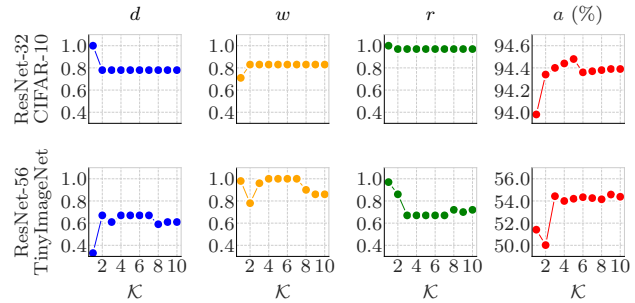 d w r a (%)
ResNet-32
CIFAR-10
1.0 0.8 0.6 0.4
1.0 0.8 0.6 0.4
1.0 0.8 0.6 0.4
94.6 94.4 94.2 94.0
ResNet-56
TinyImageNet
1.0 0.8 0.6 0.4
1.0 0.8 0.6 0.4
1.0 0.8 0.6 0.4
56.0 54.0 52.0 50.0
2 4 6 8 10 2 4 6 8 10 2 4 6 8 10 2 4 6 8 10
K K K K